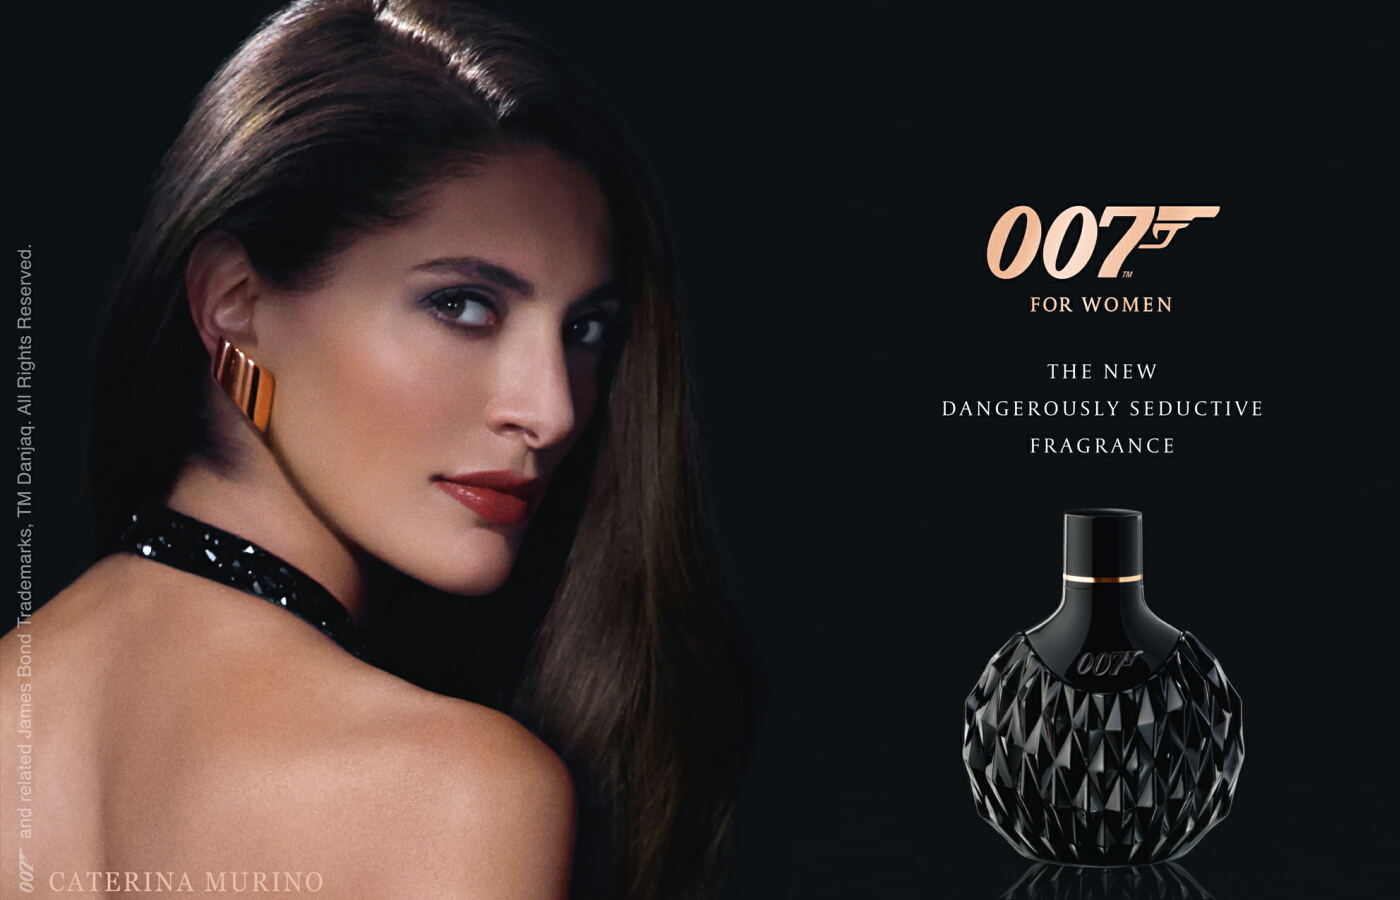 007
TM
FOR WOMEN
THE NEW
DANGEROUSLY SEDUCTIVE
FRAGRANCE
007
007 and related James Bond Trademarks, TM Danjaq. All Rights Reserved.
CATERINA MURINO